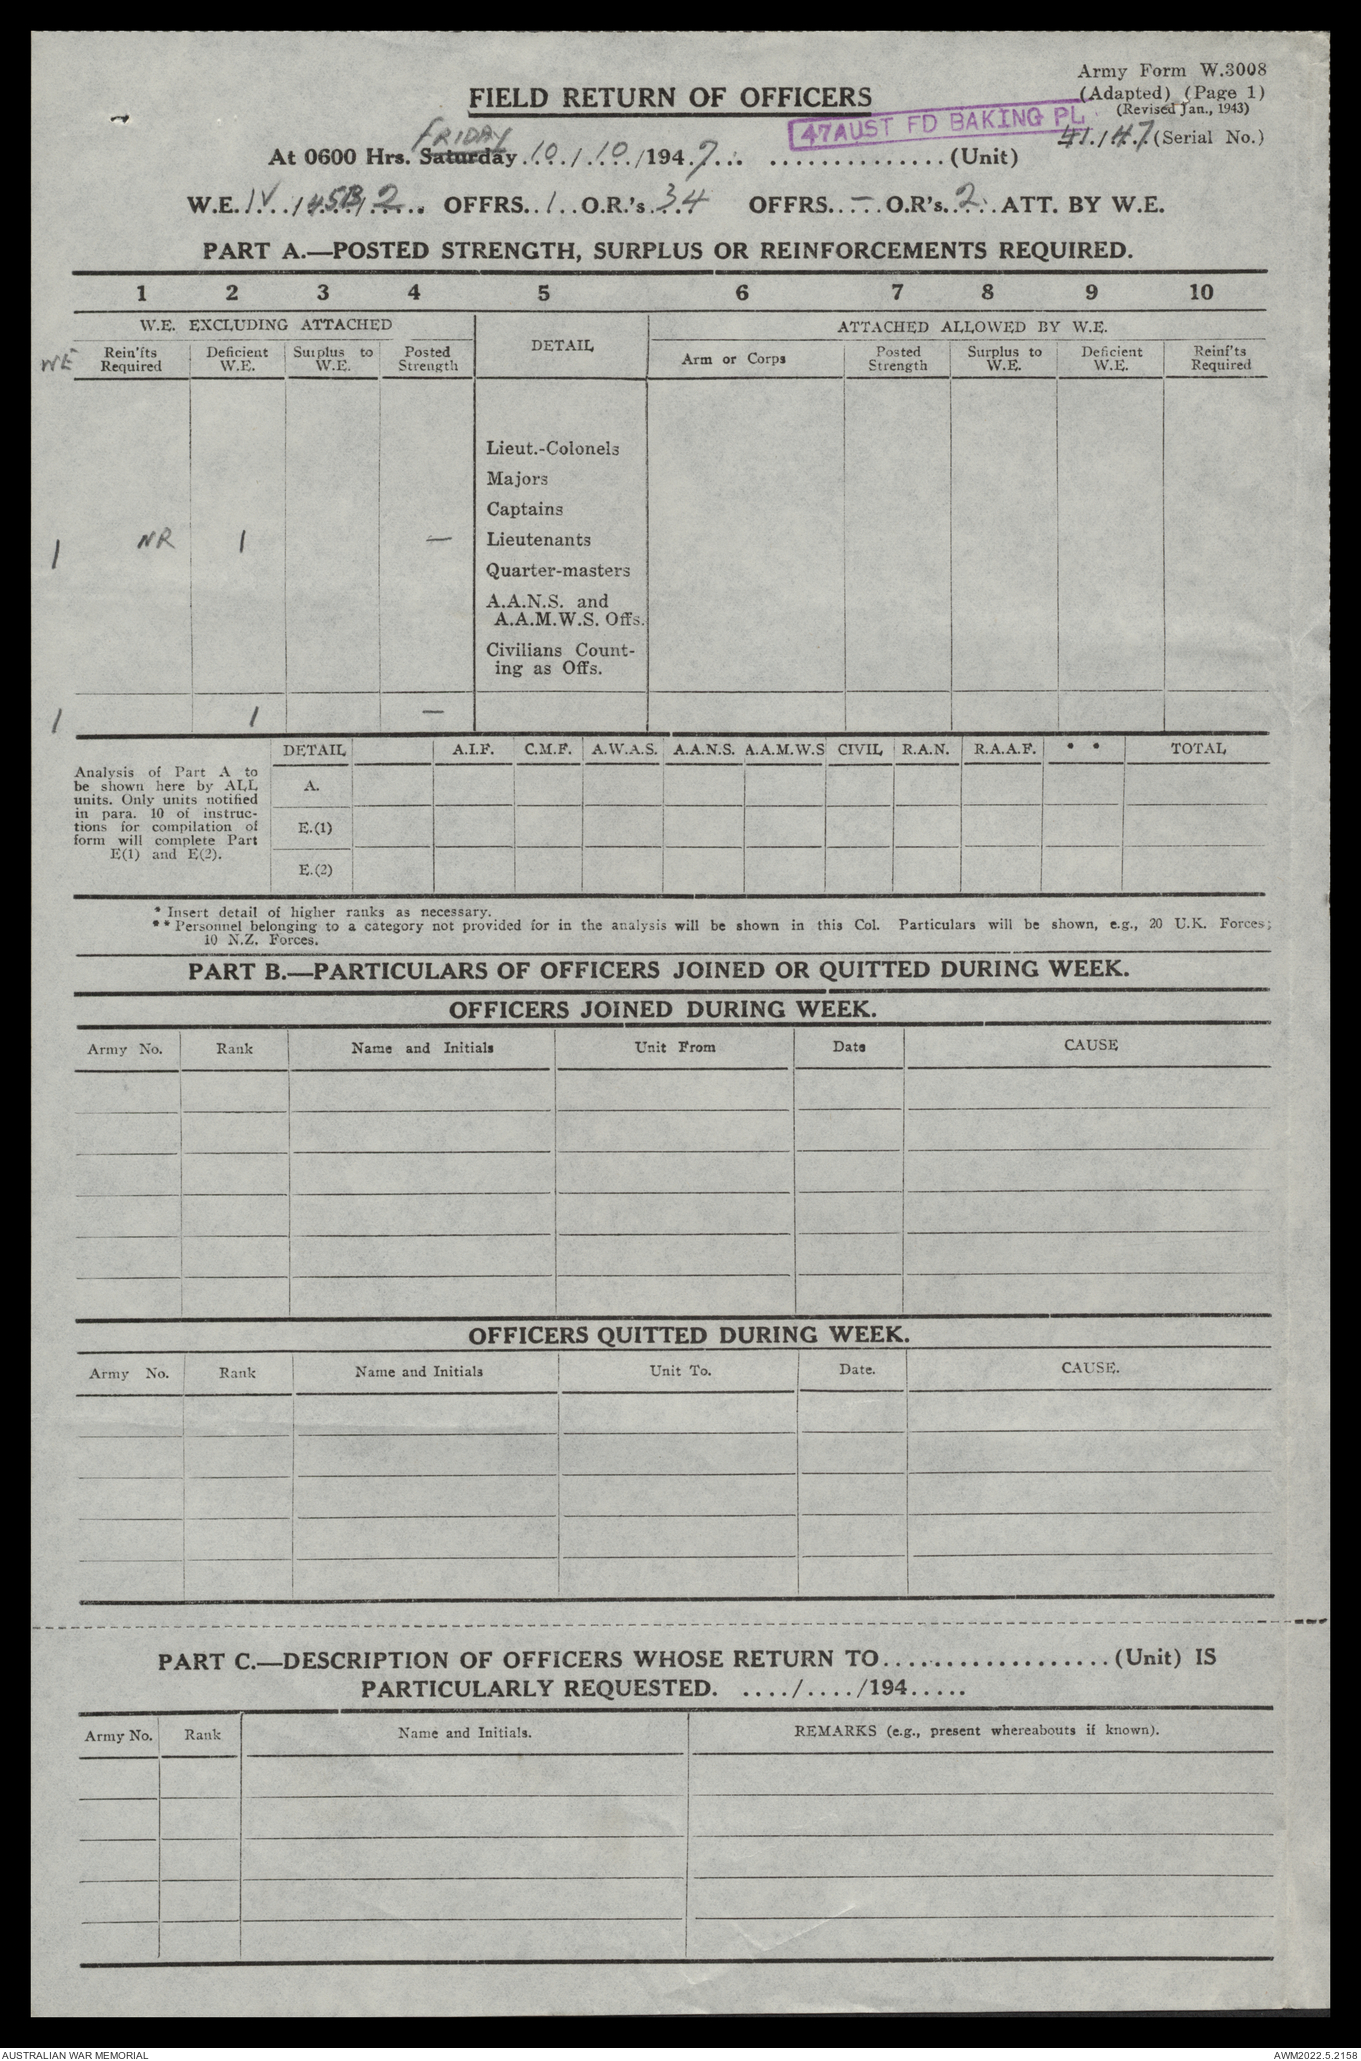 Army Form W.3008
FIELD RETURN OF OFFICERS
(Adapted) (Page 1)
(Revised Jan., 1943)
47 AUST FD BAKING PL
FRIDAY
At 0600 Hrs. Saturday 10 / 10 /1947 ............... (Unit)
41/47 (Serial No.)
W.E. IV / 45B / 2 OFFRS. 1 O.R.'s 34 OFFRS. — O.R's. 2 ATT. BY W.E.
PART A.—POSTED STRENGTH, SURPLUS OR REINFORCEMENTS REQUIRED.
1 2 3 4 5 6 7 8 9 10
W.E. EXCLUDING ATTACHED DETAIL ATTACHED ALLOWED BY W.E.
WE Rein'fts Required Deficient W.E. Surplus to W.E. Posted Strength Arm or Corps Posted Strength Surplus to W.E. Deficient W.E. Reinf'ts Required
Lieut.-Colonels
Majors
Captains
1 NR 1 — Lieutenants
Quarter-masters
A.A.N.S. and
A.A.M.W.S. Offs.
Civilians Count-
ing as Offs.
1 1 —
DETAIL A.I.F. C.M.F. A.W.A.S. A.A.N.S. A.A.M.W.S CIVIL R.A.N. R.A.A.F. * * TOTAL
Analysis of Part A to
be shown here by ALL
units. Only units notified
in para. 10 of instruc-
tions for compilation of
form will complete Part
E(1) and E(2).
A.
E.(1)
E.(2)
* Insert detail of higher ranks as necessary.
** Personnel belonging to a category not provided for in the analysis will be shown in this Col. Particulars will be shown, e.g., 20 U.K. Forces;
10 N.Z. Forces.
PART B.—PARTICULARS OF OFFICERS JOINED OR QUITTED DURING WEEK.
OFFICERS JOINED DURING WEEK.
Army No. Rank Name and Initials Unit From Date CAUSE
OFFICERS QUITTED DURING WEEK.
Army No. Rank Name and Initials Unit To. Date. CAUSE.
PART C.—DESCRIPTION OF OFFICERS WHOSE RETURN TO................... (Unit) IS
PARTICULARLY REQUESTED. ..../..../194.....
Army No. Rank Name and Initials. REMARKS (e.g., present whereabouts if known).
AUSTRALIAN WAR MEMORIAL AWM2022.5.2158